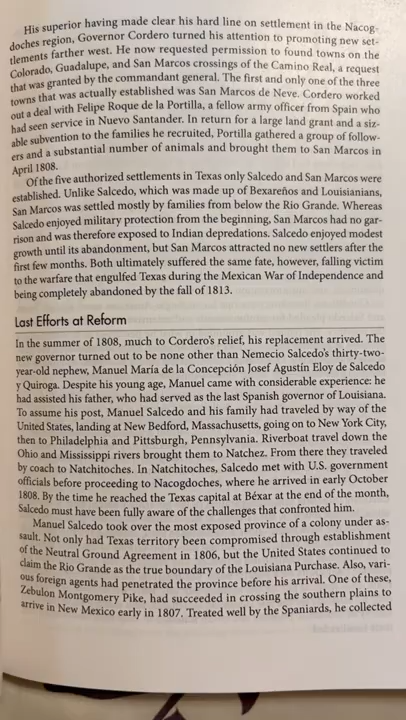 His superior having made clear his hard line on settlement in the Nacog-
doches region, Governor Cordero turned his attention to promoting new set-
tlements farther west. He now requested permission to found towns on the
Colorado, Guadalupe, and San Marcos crossings of the Camino Real, a request
that was granted by the commandant general. The first and only one of the three
towns that was actually established was San Marcos de Neve. Cordero worked
out a deal with Felipe Roque de la Portilla, a fellow army officer from Spain who
had seen service in Nuevo Santander. In return for a large land grant and a siz-
able subvention to the families he recruited, Portilla gathered a group of follow-
ers and a substantial number of animals and brought them to San Marcos in
April 1808.
Of the five authorized settlements in Texas only Salcedo and San Marcos were
established. Unlike Salcedo, which was made up of Bexareños and Louisianians,
San Marcos was settled mostly by families from below the Rio Grande. Whereas
Salcedo enjoyed military protection from the beginning, San Marcos had no gar-
rison and was therefore exposed to Indian depredations. Salcedo enjoyed modest
growth until its abandonment, but San Marcos attracted no new settlers after the
first few months. Both ultimately suffered the same fate, however, falling victim
to the warfare that engulfed Texas during the Mexican War of Independence and
being completely abandoned by the fall of 1813.
Last Efforts at Reform
In the summer of 1808, much to Cordero's relief, his replacement arrived. The
new governor turned out to be none other than Nemecio Salcedo's thirty-two-
year-old nephew, Manuel María de la Concepción Josef Agustín Eloy de Salcedo
y Quiroga. Despite his young age, Manuel came with considerable experience: he
had assisted his father, who had served as the last Spanish governor of Louisiana.
To assume his post, Manuel Salcedo and his family had traveled by way of the
United States, landing at New Bedford, Massachusetts, going on to New York City,
then to Philadelphia and Pittsburgh, Pennsylvania. Riverboat travel down the
Ohio and Mississippi rivers brought them to Natchez. From there they traveled
by coach to Natchitoches. In Natchitoches, Salcedo met with U.S. government
officials before proceeding to Nacogdoches, where he arrived in early October
1808. By the time he reached the Texas capital at Béxar at the end of the month,
Salcedo must have been fully aware of the challenges that confronted him.
Manuel Salcedo took over the most exposed province of a colony under as-
sault. Not only had Texas territory been compromised through establishment
of the Neutral Ground Agreement in 1806, but the United States continued to
claim the Rio Grande as the true boundary of the Louisiana Purchase. Also, vari-
ous foreign agents had penetrated the province before his arrival. One of these,
Zebulon Montgomery Pike, had succeeded in crossing the southern plains to
arrive in New Mexico early in 1807. Treated well by the Spaniards, he collected